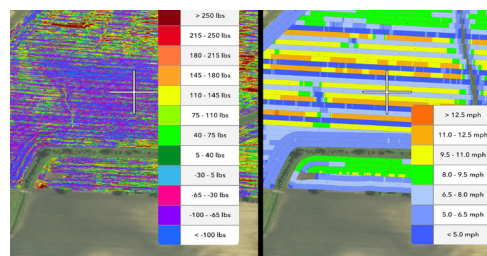 > 250 lbs
215 - 250 lbs
180 - 215 lbs
145 - 180 lbs
110 - 145 lbs
75 - 110 lbs
40 - 75 lbs
5 - 40 lbs
-30 - 5 lbs
-65 - -30 lbs
-100 - -65 lbs
< -100 lbs
> 12.5 mph
11.0 - 12.5 mph
9.5 - 11.0 mph
8.0 - 9.5 mph
6.5 - 8.0 mph
5.0 - 6.5 mph
< 5.0 mph